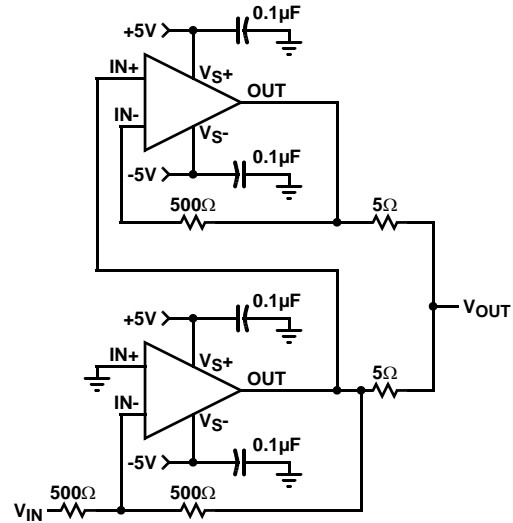 +5V
0.1µF
IN+
VS+
OUT
IN-
VS-
-5V
0.1µF
500Ω
5Ω
VOUT
+5V
0.1µF
IN+
VS+
OUT
5Ω
IN-
VS-
-5V
0.1µF
VIN
500Ω
500Ω